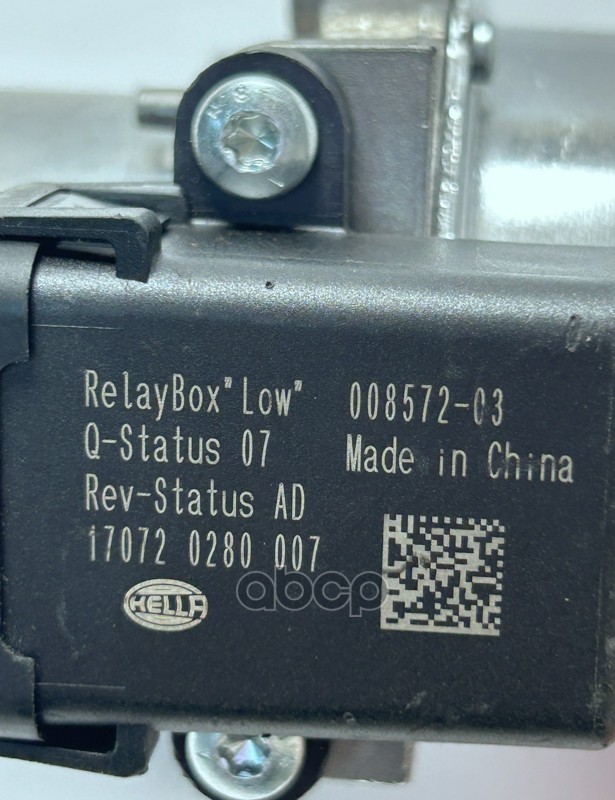 RelayBox"Low" 008572-03
Q-Status 07 Made in China
Rev-Status AD
17072 0280 007
HELLA
abcp